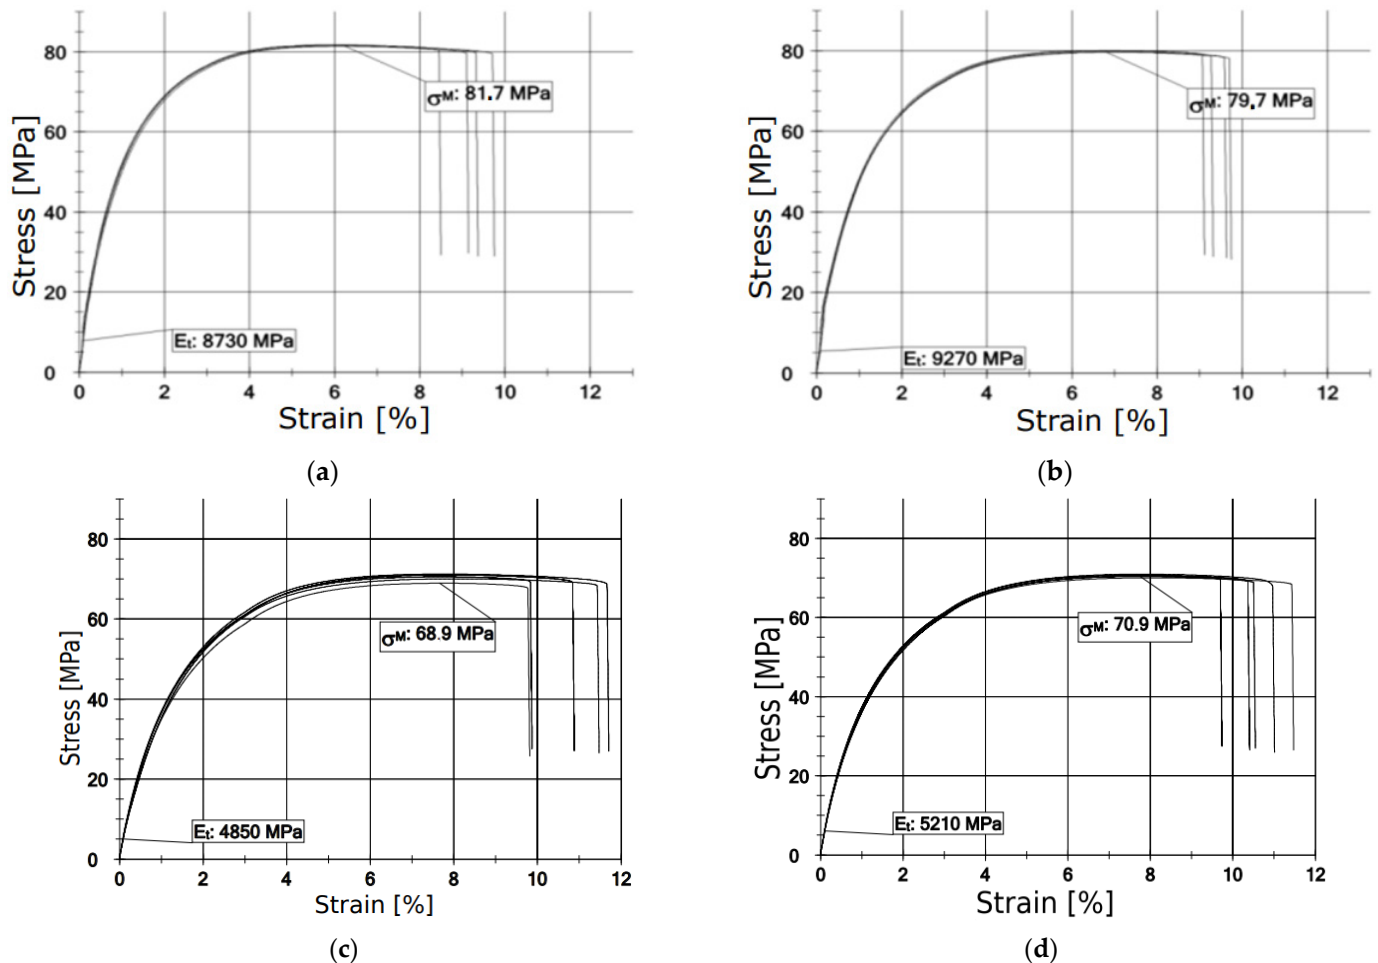 80
60
40
20
0
Stress [MPa]
σM: 81.7 MPa
Et: 8730 MPa
0 2 4 6 8 10 12
Strain [%]
(a)
80
60
40
20
0
Stress [MPa]
σM: 79.7 MPa
Et: 9270 MPa
0 2 4 6 8 10 12
Strain [%]
(b)
80
60
40
20
0
Stress [MPa]
σM: 68.9 MPa
Et: 4850 MPa
0 2 4 6 8 10 12
Strain [%]
(c)
80
60
40
20
0
Stress [MPa]
σM: 70.9 MPa
Et: 5210 MPa
0 2 4 6 8 10 12
Strain [%]
(d)